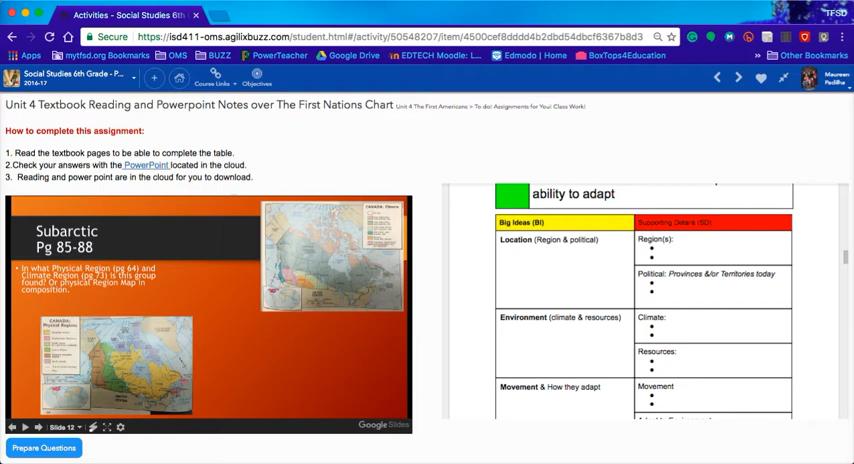 Activities - Social Studies 6th
TFSD
Secure https://isd411-oms.agilixbuzz.com/student.html#/activity/50548207/item/4500cef8dddd4b2dbd54dbcf6367b8d3
Apps mytfsd.org Bookmarks OMS BUZZ PowerTeacher Google Drive EDTECH Moodle: L... Edmodo | Home BoxTops4Education » Other Bookmarks
Social Studies 6th Grade - P...
2016-17
Course Links
Objectives
Maureen
Padilha
Unit 4 Textbook Reading and Powerpoint Notes over The First Nations Chart Unit 4 The First Americans > To do! Assignments for You! Class Work!
How to complete this assignment:
1. Read the textbook pages to be able to complete the table.
2.Check your answers with the PowerPoint located in the cloud.
3. Reading and power point are in the cloud for you to download.
Subarctic
Pg 85-88
In what Physical Region (pg 64) and
Climate Region (pg 73) is this group
found? Or physical Region Map in
composition.
CANADA: Climate
CANADA:
Physical Regions
Slide 12
Google Slides
Prepare Questions
ability to adapt
Big Ideas (BI)
Supporting Details (SD)
Location (Region & political)
Region(s):
Political: Provinces &/or Territories today
Environment (climate & resources)
Climate:
Resources:
Movement & How they adapt
Movement